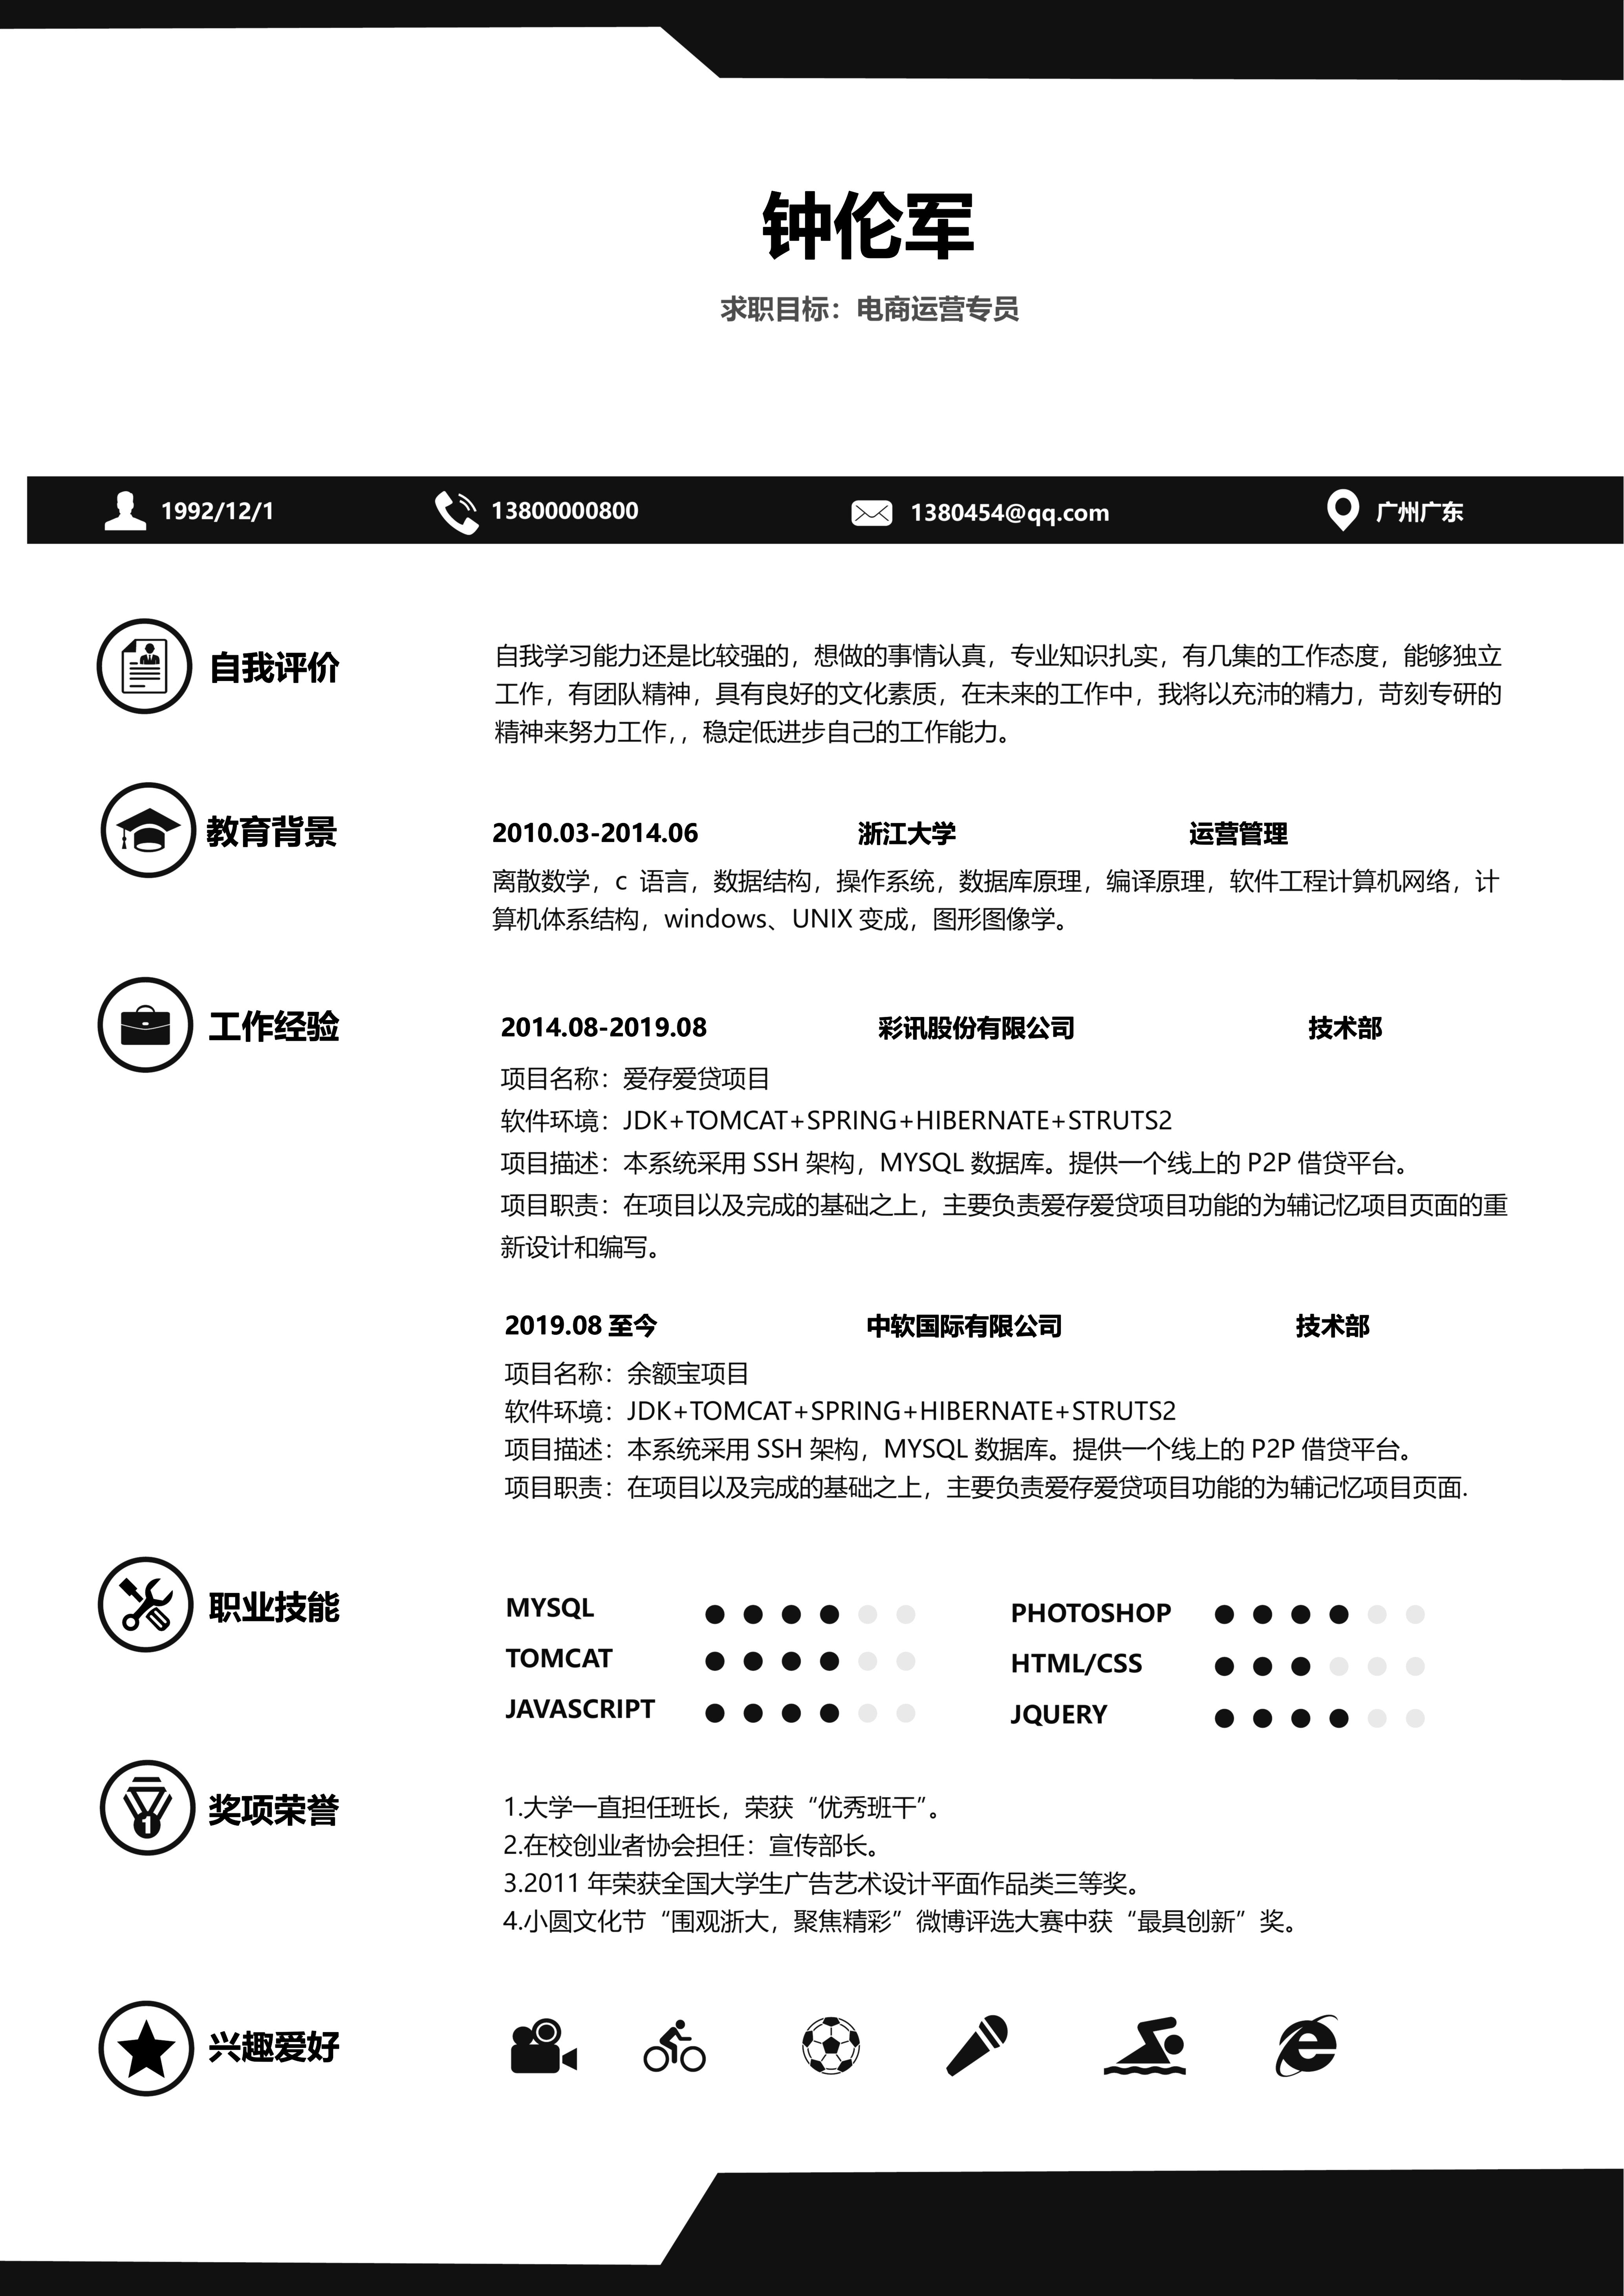 钟伦军
求职目标：电商运营专员
1992/12/1 13800000800 1380454@qq.com 广州广东
自我评价
自我学习能力还是比较强的，想做的事情认真，专业知识扎实，有几集的工作态度，能够独立
工作，有团队精神，具有良好的文化素质，在未来的工作中，我将以充沛的精力，苛刻专研的
精神来努力工作，，稳定低进步自己的工作能力。
教育背景
2010.03-2014.06 浙江大学 运营管理
离散数学，c 语言，数据结构，操作系统，数据库原理，编译原理，软件工程计算机网络，计
算机体系结构，windows、UNIX 变成，图形图像学。
工作经验
2014.08-2019.08 彩讯股份有限公司 技术部
项目名称：爱存爱贷项目
软件环境：JDK+TOMCAT+SPRING+HIBERNATE+STRUTS2
项目描述：本系统采用 SSH 架构，MYSQL 数据库。提供一个线上的 P2P 借贷平台。
项目职责：在项目以及完成的基础之上，主要负责爱存爱贷项目功能的为辅记忆项目页面的重
新设计和编写。
2019.08 至今 中软国际有限公司 技术部
项目名称：余额宝项目
软件环境：JDK+TOMCAT+SPRING+HIBERNATE+STRUTS2
项目描述：本系统采用 SSH 架构，MYSQL 数据库。提供一个线上的 P2P 借贷平台。
项目职责：在项目以及完成的基础之上，主要负责爱存爱贷项目功能的为辅记忆项目页面.
职业技能
MYSQL PHOTOSHOP
TOMCAT HTML/CSS
JAVASCRIPT JQUERY
奖项荣誉
1.大学一直担任班长，荣获“优秀班干”。
2.在校创业者协会担任：宣传部长。
3.2011 年荣获全国大学生广告艺术设计平面作品类三等奖。
4.小圆文化节“围观浙大，聚焦精彩”微博评选大赛中获“最具创新”奖。
兴趣爱好